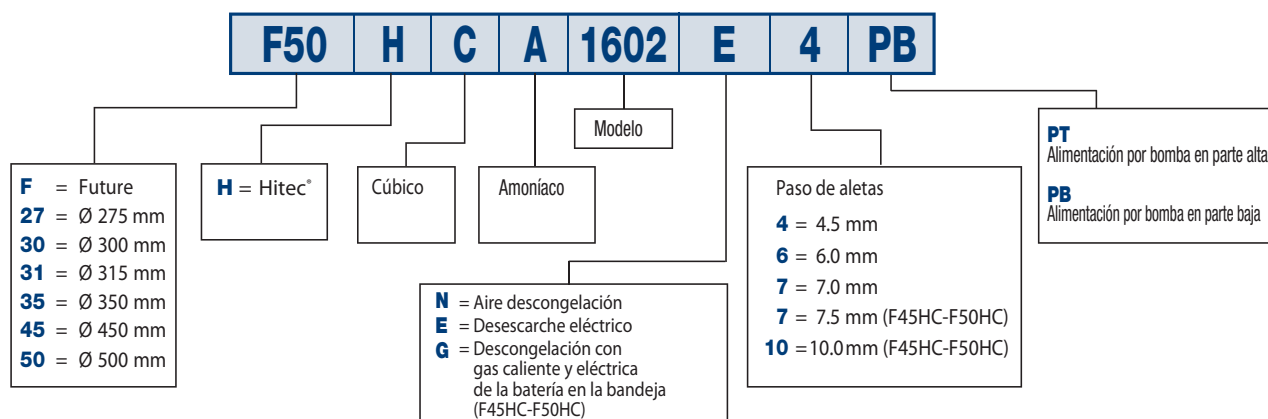 F50 H C A 1602 E 4 PB
F = Future
27 = Ø 275 mm
30 = Ø 300 mm
31 = Ø 315 mm
35 = Ø 350 mm
45 = Ø 450 mm
50 = Ø 500 mm
H = Hitec®
Cúbico
Amoníaco
Modelo
N = Aire descongelación
E = Desescarche eléctrico
G = Descongelación con
gas caliente y eléctrica
de la batería en la bandeja
(F45HC-F50HC)
Paso de aletas
4 = 4.5 mm
6 = 6.0 mm
7 = 7.0 mm
7 = 7.5 mm (F45HC-F50HC)
10 =10.0 mm (F45HC-F50HC)
PT
Alimentación por bomba en parte alta
PB
Alimentación por bomba en parte baja